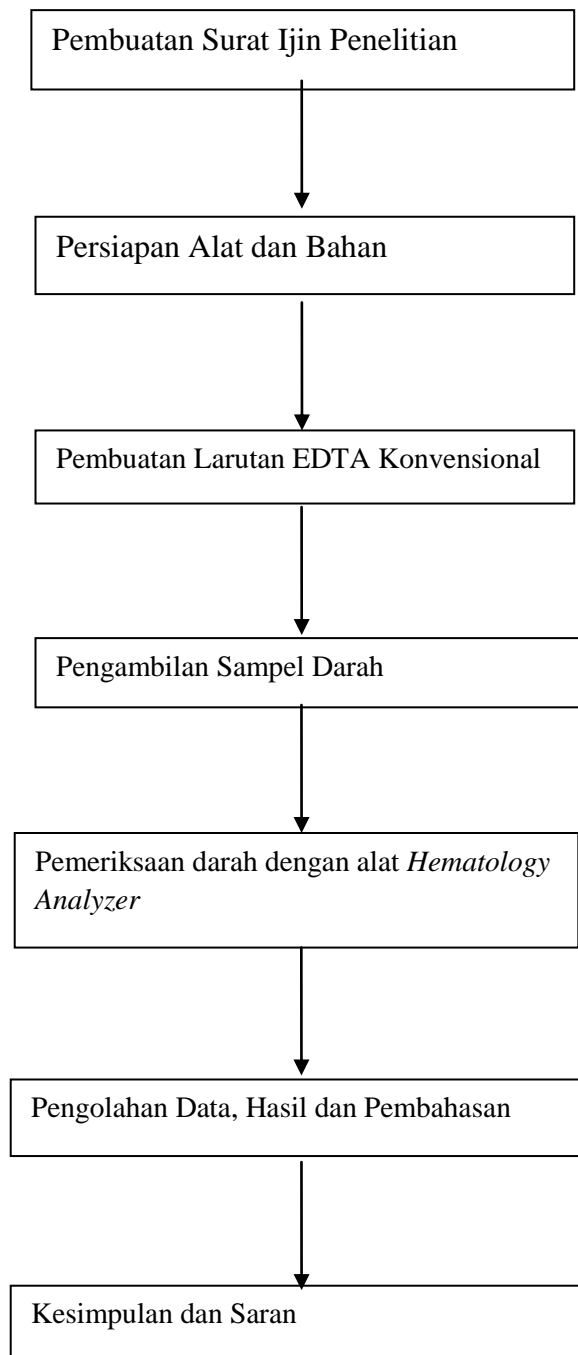 Pembuatan Surat Ijin Penelitian
Persiapan Alat dan Bahan
Pembuatan Larutan EDTA Konvensional
Pengambilan Sampel Darah
Pemeriksaan darah dengan alat Hematology
Analyzer
Pengolahan Data, Hasil dan Pembahasan
Kesimpulan dan Saran